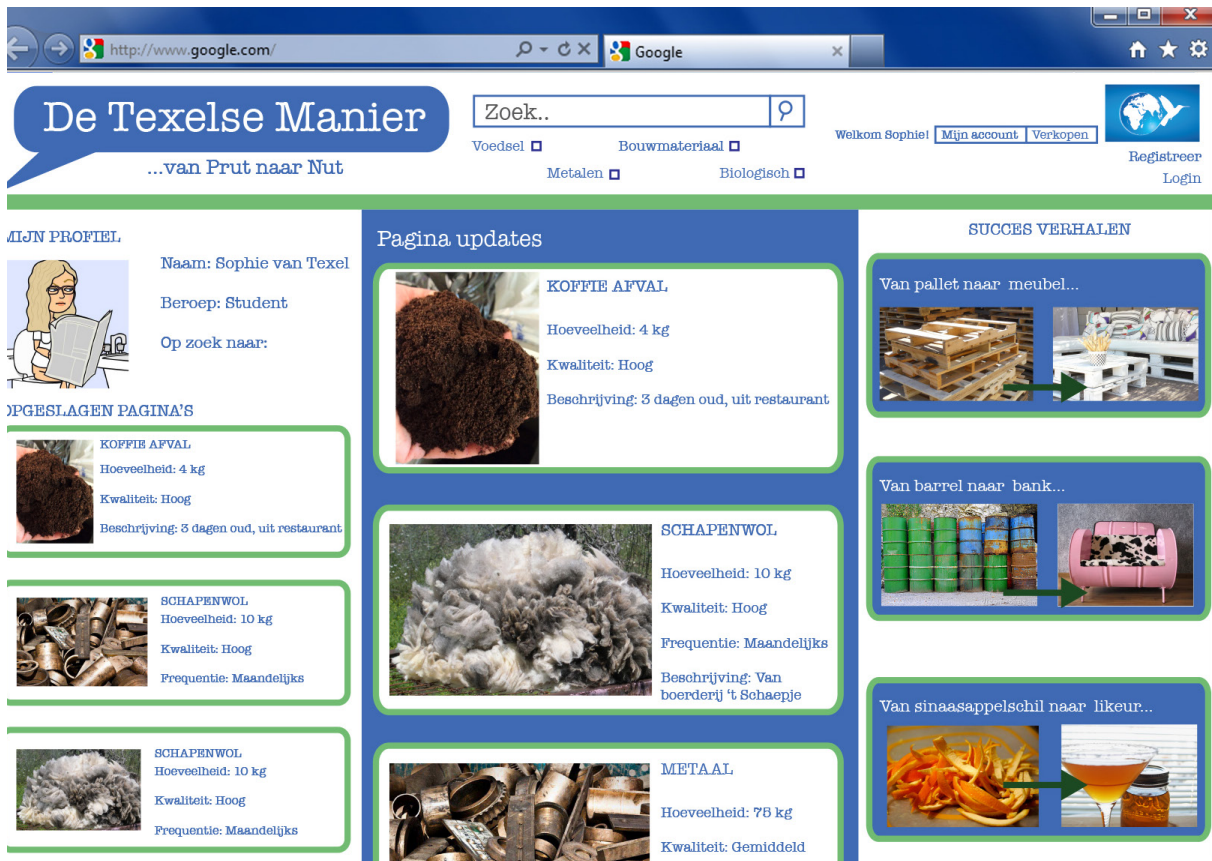 http://www.google.com/
Google
De Texelse Manier
...van Prut naar Nut
Zoek..
Voedsel
Bouwmateriaal
Metalen
Biologisch
Welkom Sophie!
Mijn account
Verkopen
Registreer
Login
MIJN PROFIEL
Naam: Sophie van Texel
Beroep: Student
Op zoek naar:
OPGESLAGEN PAGINA'S
KOFFIE AFVAL
Hoeveelheid: 4 kg
Kwaliteit: Hoog
Beschrijving: 3 dagen oud, uit restaurant
SCHAPENWOL
Hoeveelheid: 10 kg
Kwaliteit: Hoog
Frequentie: Maandelijks
SCHAPENWOL
Hoeveelheid: 10 kg
Kwaliteit: Hoog
Frequentie: Maandelijks
Pagina updates
KOFFIE AFVAL
Hoeveelheid: 4 kg
Kwaliteit: Hoog
Beschrijving: 3 dagen oud, uit restaurant
SCHAPENWOL
Hoeveelheid: 10 kg
Kwaliteit: Hoog
Frequentie: Maandelijks
Beschrijving: Van
boerderij 't Schaepje
METAAL
Hoeveelheid: 75 kg
Kwaliteit: Gemiddeld
SUCCES VERHALEN
Van pallet naar meubel...
Van barrel naar bank...
Van sinaasappelschil naar likeur...